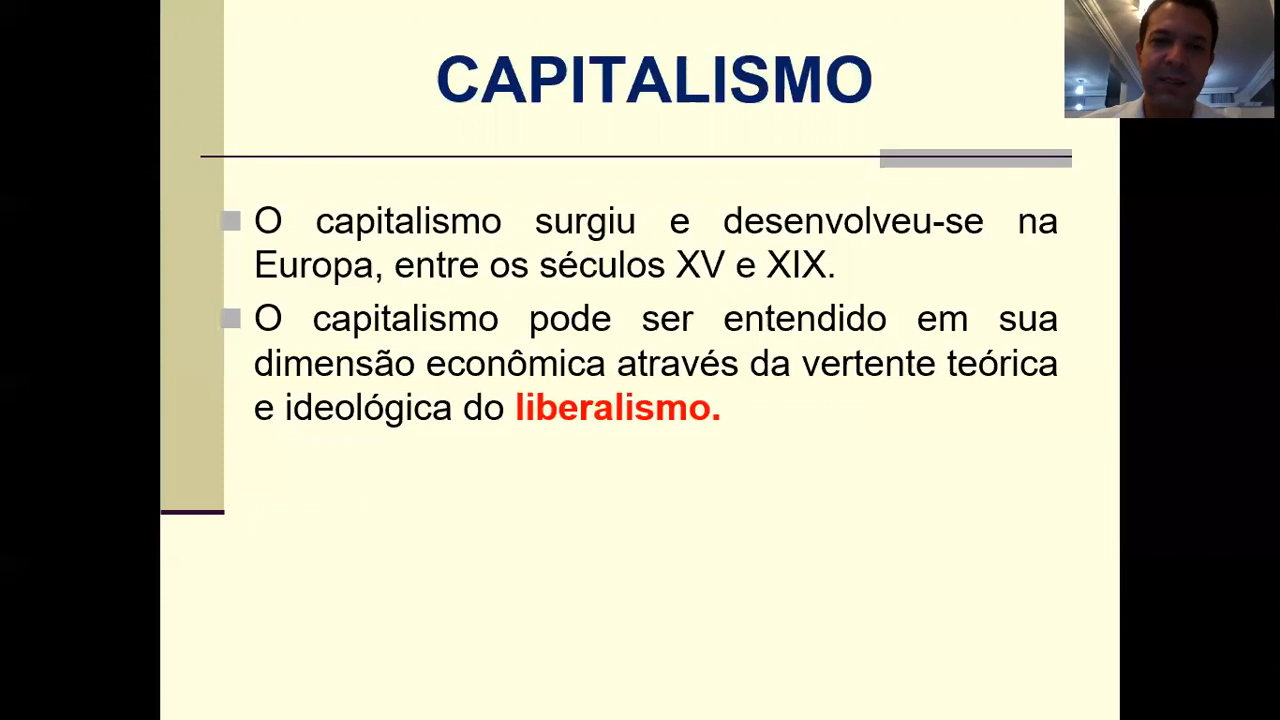 CAPITALISMO
O capitalismo surgiu e desenvolveu-se na
Europa, entre os séculos XV e XIX.
O capitalismo pode ser entendido em sua
dimensão econômica através da vertente teórica
e ideológica do liberalismo.